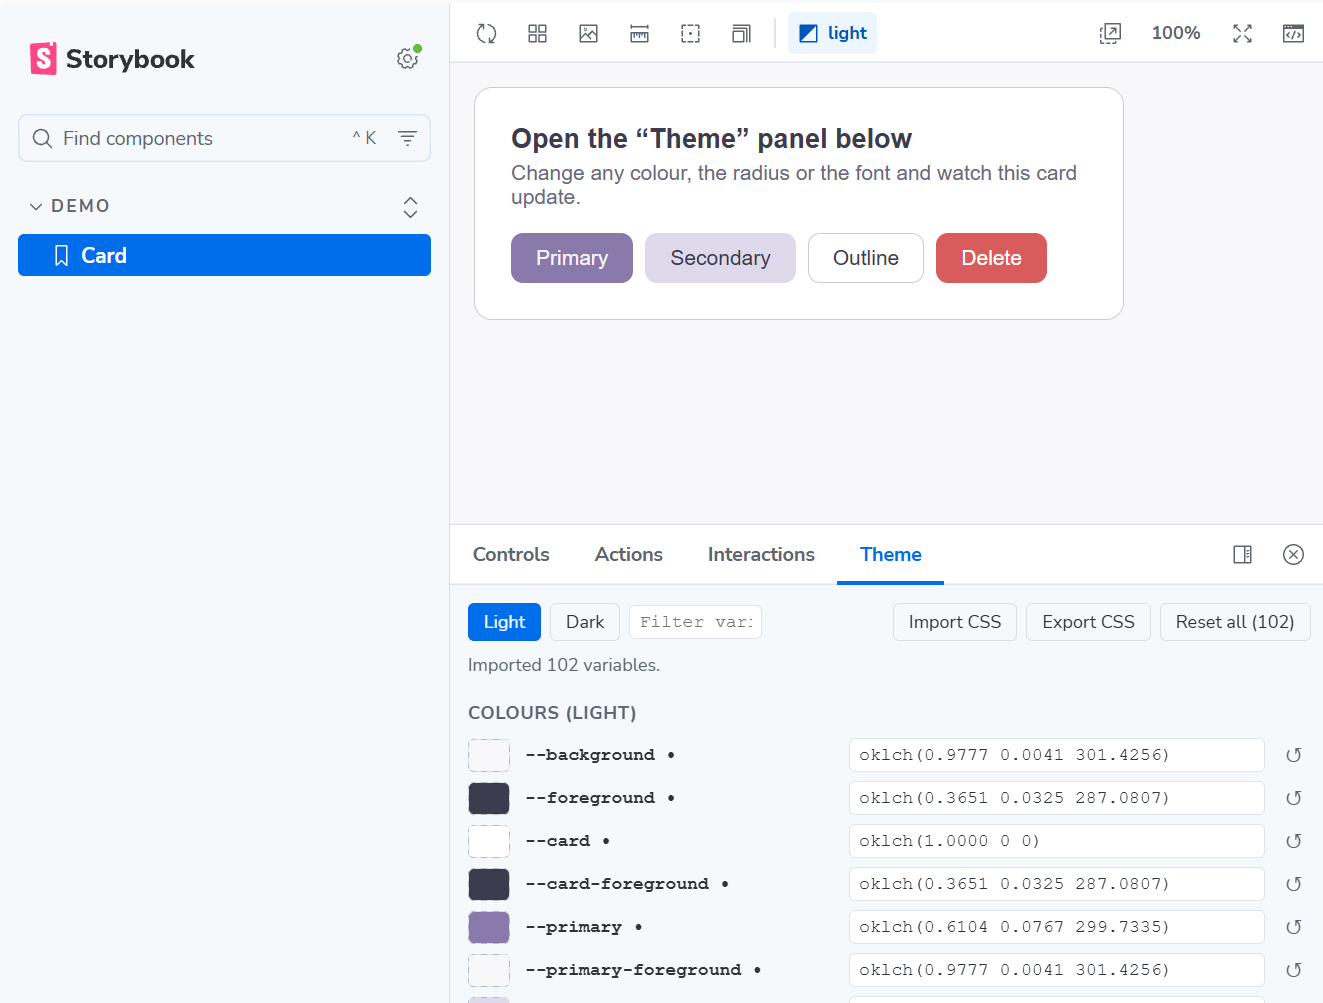 Storybook
Find components
^ K
DEMO
Card
light
100%
Open the “Theme” panel below
Change any colour, the radius or the font and watch this card
update.
Primary
Secondary
Outline
Delete
Controls
Actions
Interactions
Theme
Light
Dark
Filter var
Import CSS
Export CSS
Reset all (102)
Imported 102 variables.
COLOURS (LIGHT)
--background •
oklch(0.9777 0.0041 301.4256)
--foreground •
oklch(0.3651 0.0325 287.0807)
--card •
oklch(1.0000 0 0)
--card-foreground •
oklch(0.3651 0.0325 287.0807)
--primary •
oklch(0.6104 0.0767 299.7335)
--primary-foreground •
oklch(0.9777 0.0041 301.4256)